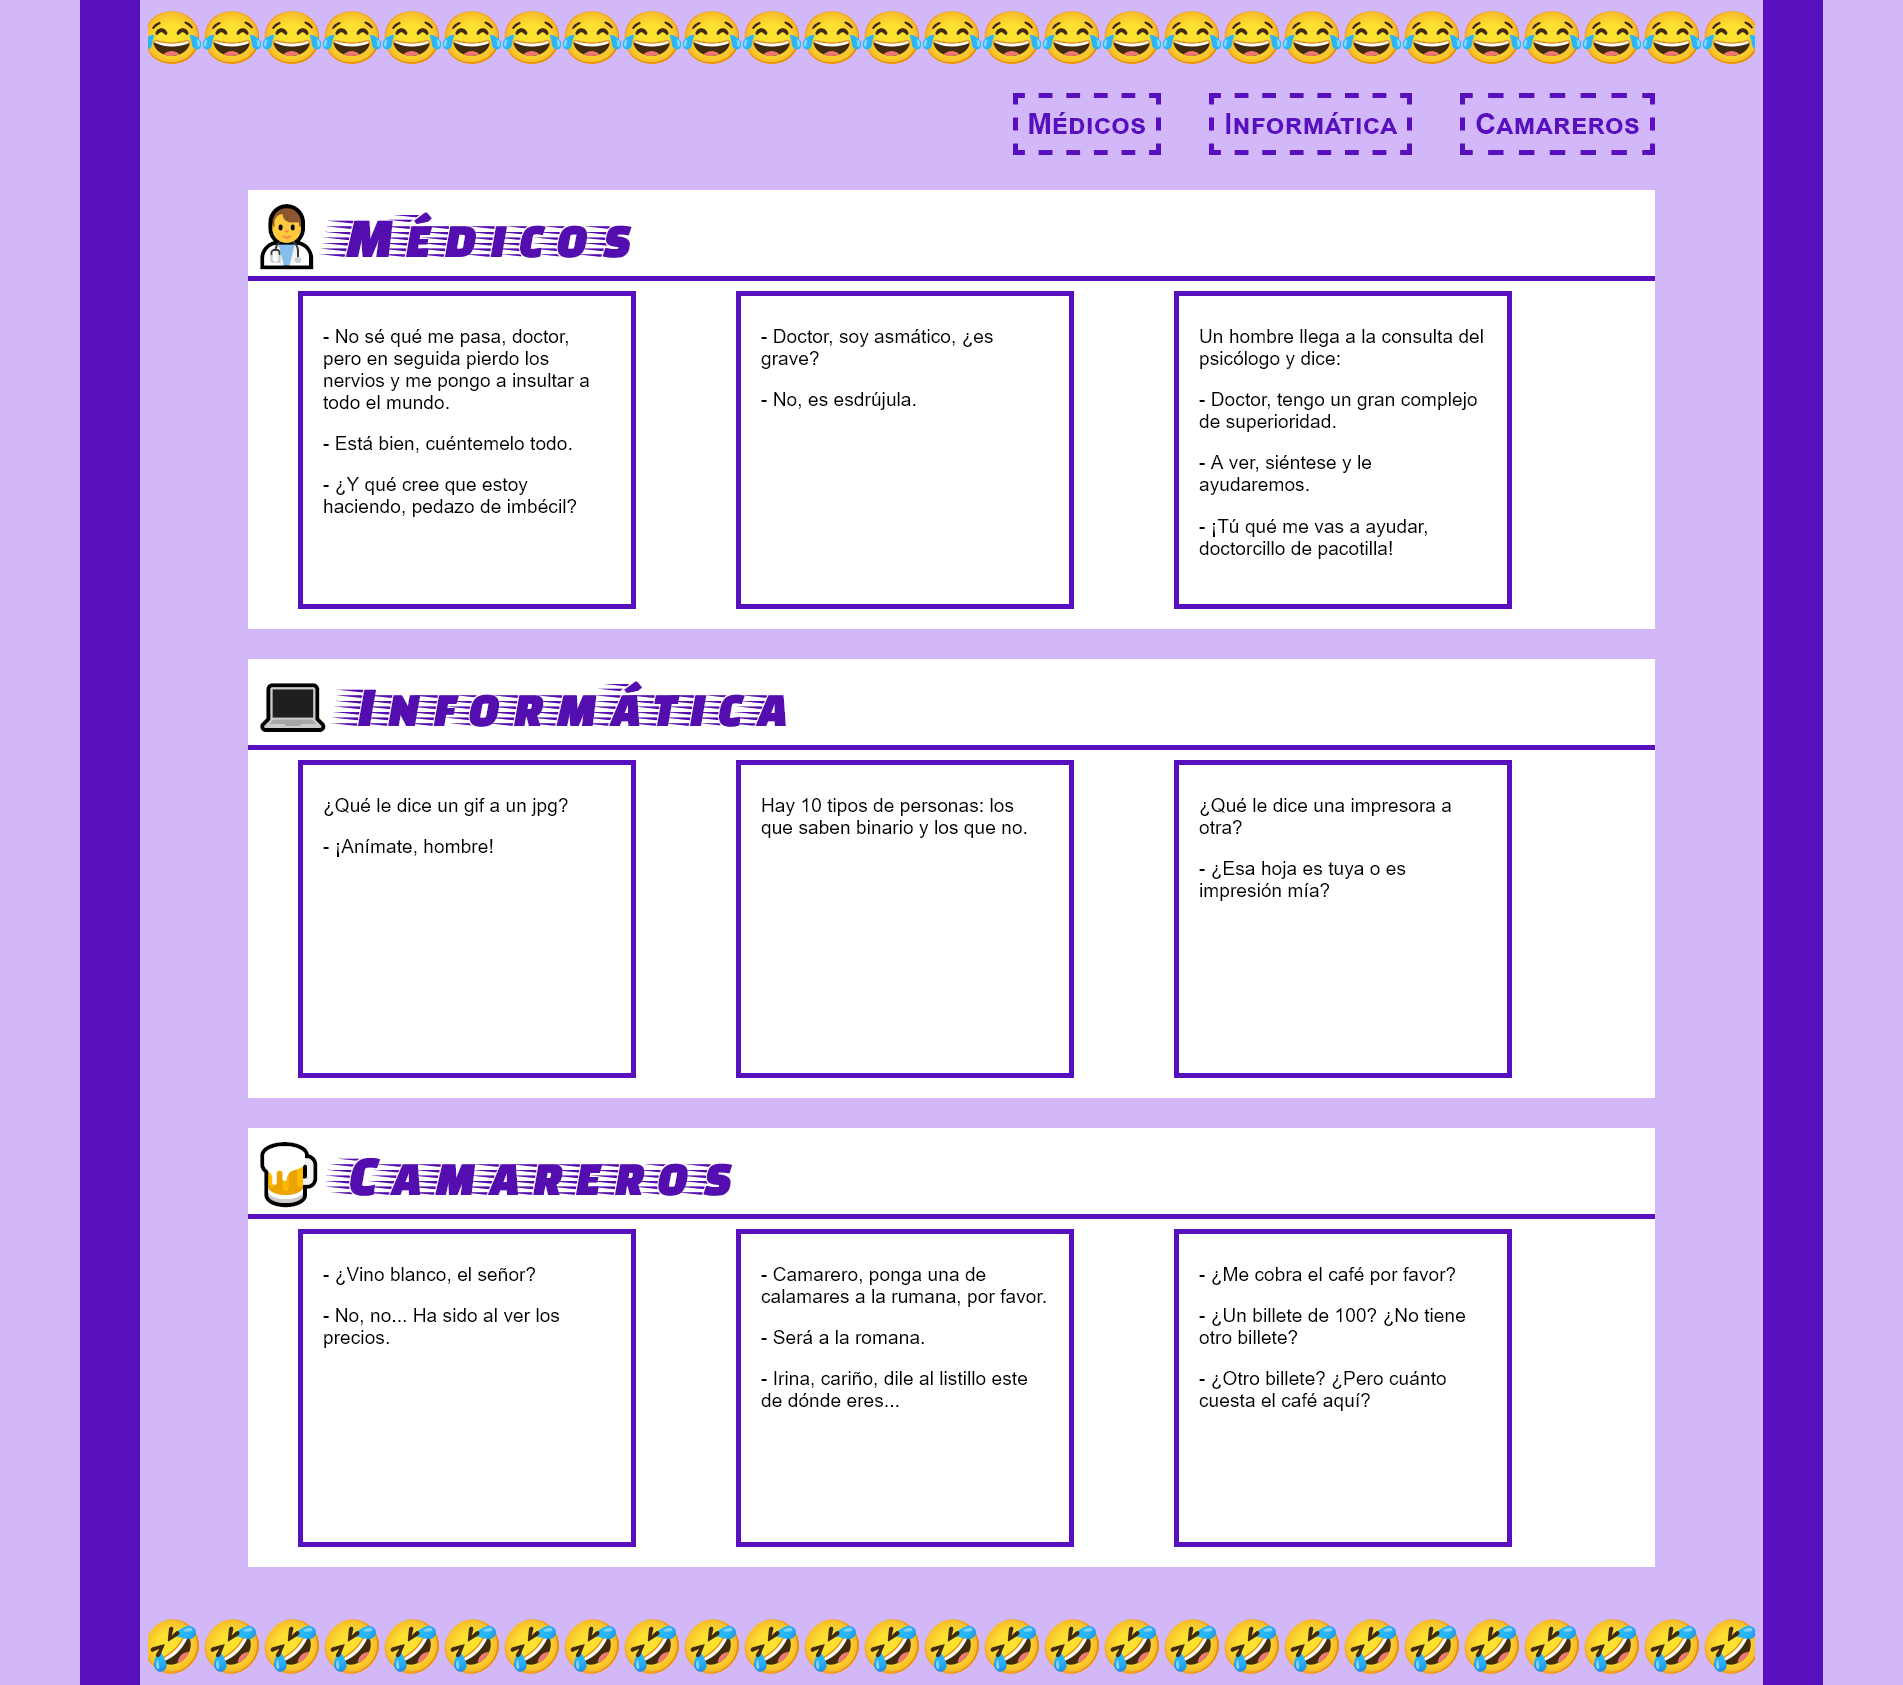 Médicos
Informática
Camareros
Médicos
- No sé qué me pasa, doctor,
pero en seguida pierdo los
nervios y me pongo a insultar a
todo el mundo.
- Está bien, cuéntemelo todo.
- ¿Y qué cree que estoy
haciendo, pedazo de imbécil?
- Doctor, soy asmático, ¿es
grave?
- No, es esdrújula.
Un hombre llega a la consulta del
psicólogo y dice:
- Doctor, tengo un gran complejo
de superioridad.
- A ver, siéntese y le
ayudaremos.
- ¡Tú qué me vas a ayudar,
doctorcillo de pacotilla!
Informática
¿Qué le dice un gif a un jpg?
- ¡Anímate, hombre!
Hay 10 tipos de personas: los
que saben binario y los que no.
¿Qué le dice una impresora a
otra?
- ¿Esa hoja es tuya o es
impresión mía?
Camareros
- ¿Vino blanco, el señor?
- No, no... Ha sido al ver los
precios.
- Camarero, ponga una de
calamares a la rumana, por favor.
- Será a la romana.
- Irina, cariño, dile al listillo este
de dónde eres...
- ¿Me cobra el café por favor?
- ¿Un billete de 100? ¿No tiene
otro billete?
- ¿Otro billete? ¿Pero cuánto
cuesta el café aquí?